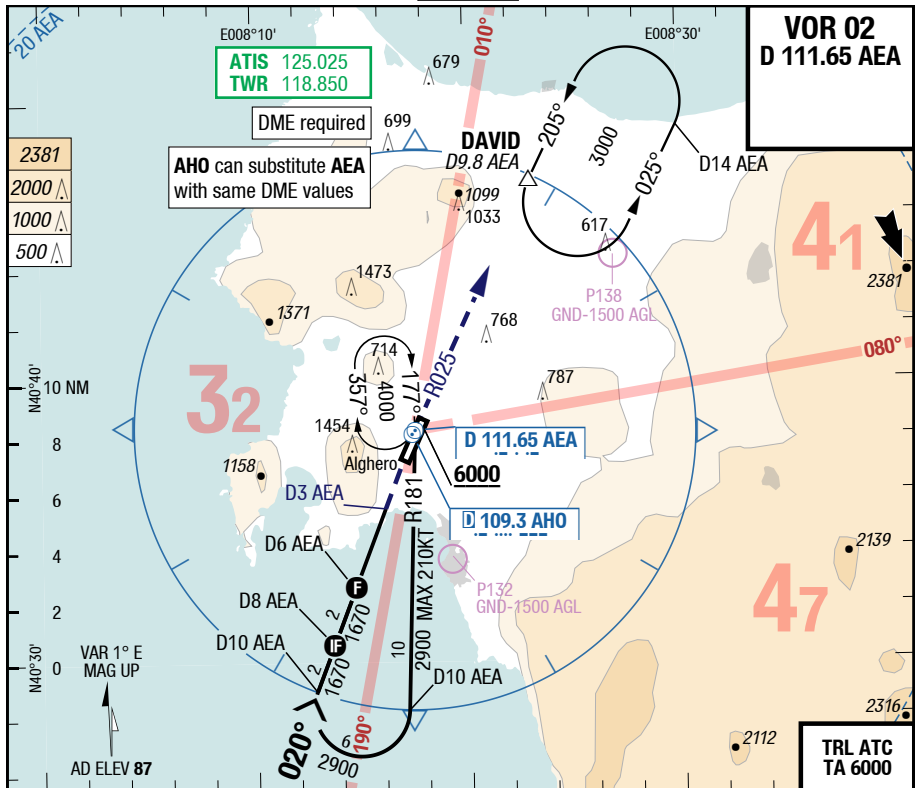 20 AEA
E008°10'
010°
E008°30'
VOR 02
D 111.65 AEA
ATIS 125.025
TWR 118.850
679
DME required
699
AHO can substitute AEA
with same DME values
DAVID
D9.8 AEA
205°
3000
025°
D14 AEA
2381
2000
1000
500
1099
1033
617
41
2381
P138
GND-1500 AGL
1473
1371
768
080°
714
357°
4000
177°
R025
787
N40°40'
10 NM
32
1454
Alghero
D 111.65 AEA
6000
8
1158
D3 AEA
R181
D 109.3 AHO
6
D6 AEA
F
4
P132
GND-1500 AGL
2139
47
D8 AEA
2
1670
IF
2
MAX 210KT
2900
10
D10 AEA
2
1670
N40°30'
0
VAR 1° E
MAG UP
D10 AEA
020°
6
190°
2900
2316
2112
AD ELEV 87
TRL ATC
TA 6000